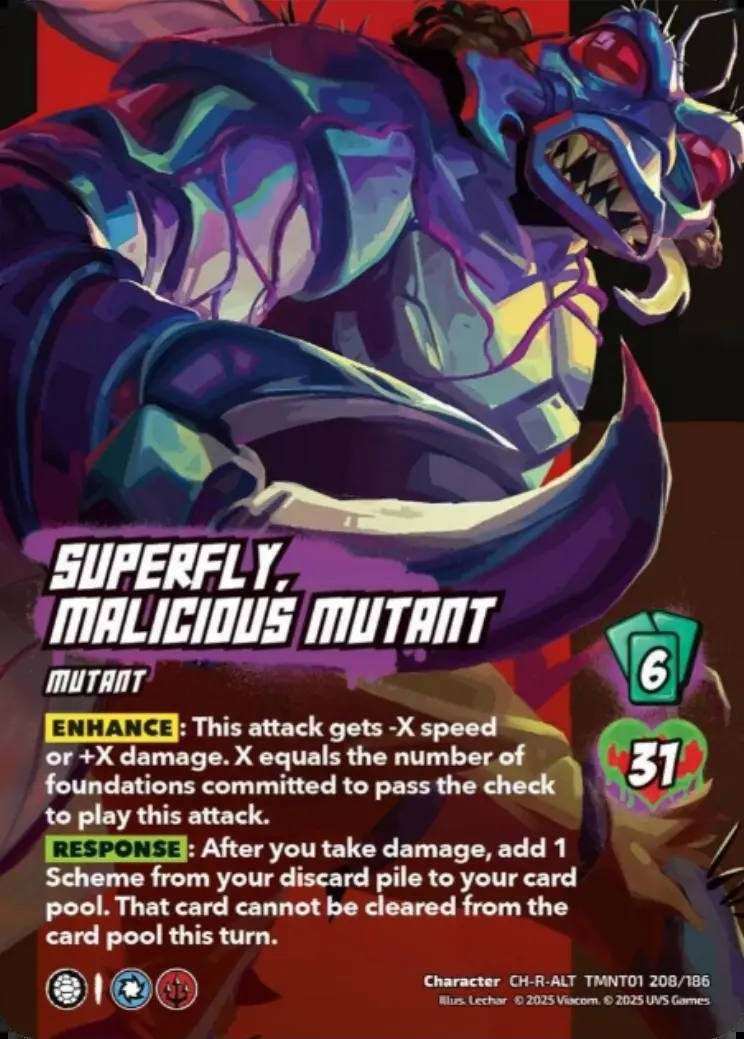 SUPERFLY,
MALICIOUS MUTANT
MUTANT
6
31
ENHANCE: This attack gets -X speed
or +X damage. X equals the number of
foundations committed to pass the check
to play this attack.
RESPONSE: After you take damage, add 1
Scheme from your discard pile to your card
pool. That card cannot be cleared from the
card pool this turn.
Character CH-R-ALT TMNT01 208/186
Illus. Lechar © 2025 Viacom. © 2025 UVS Games